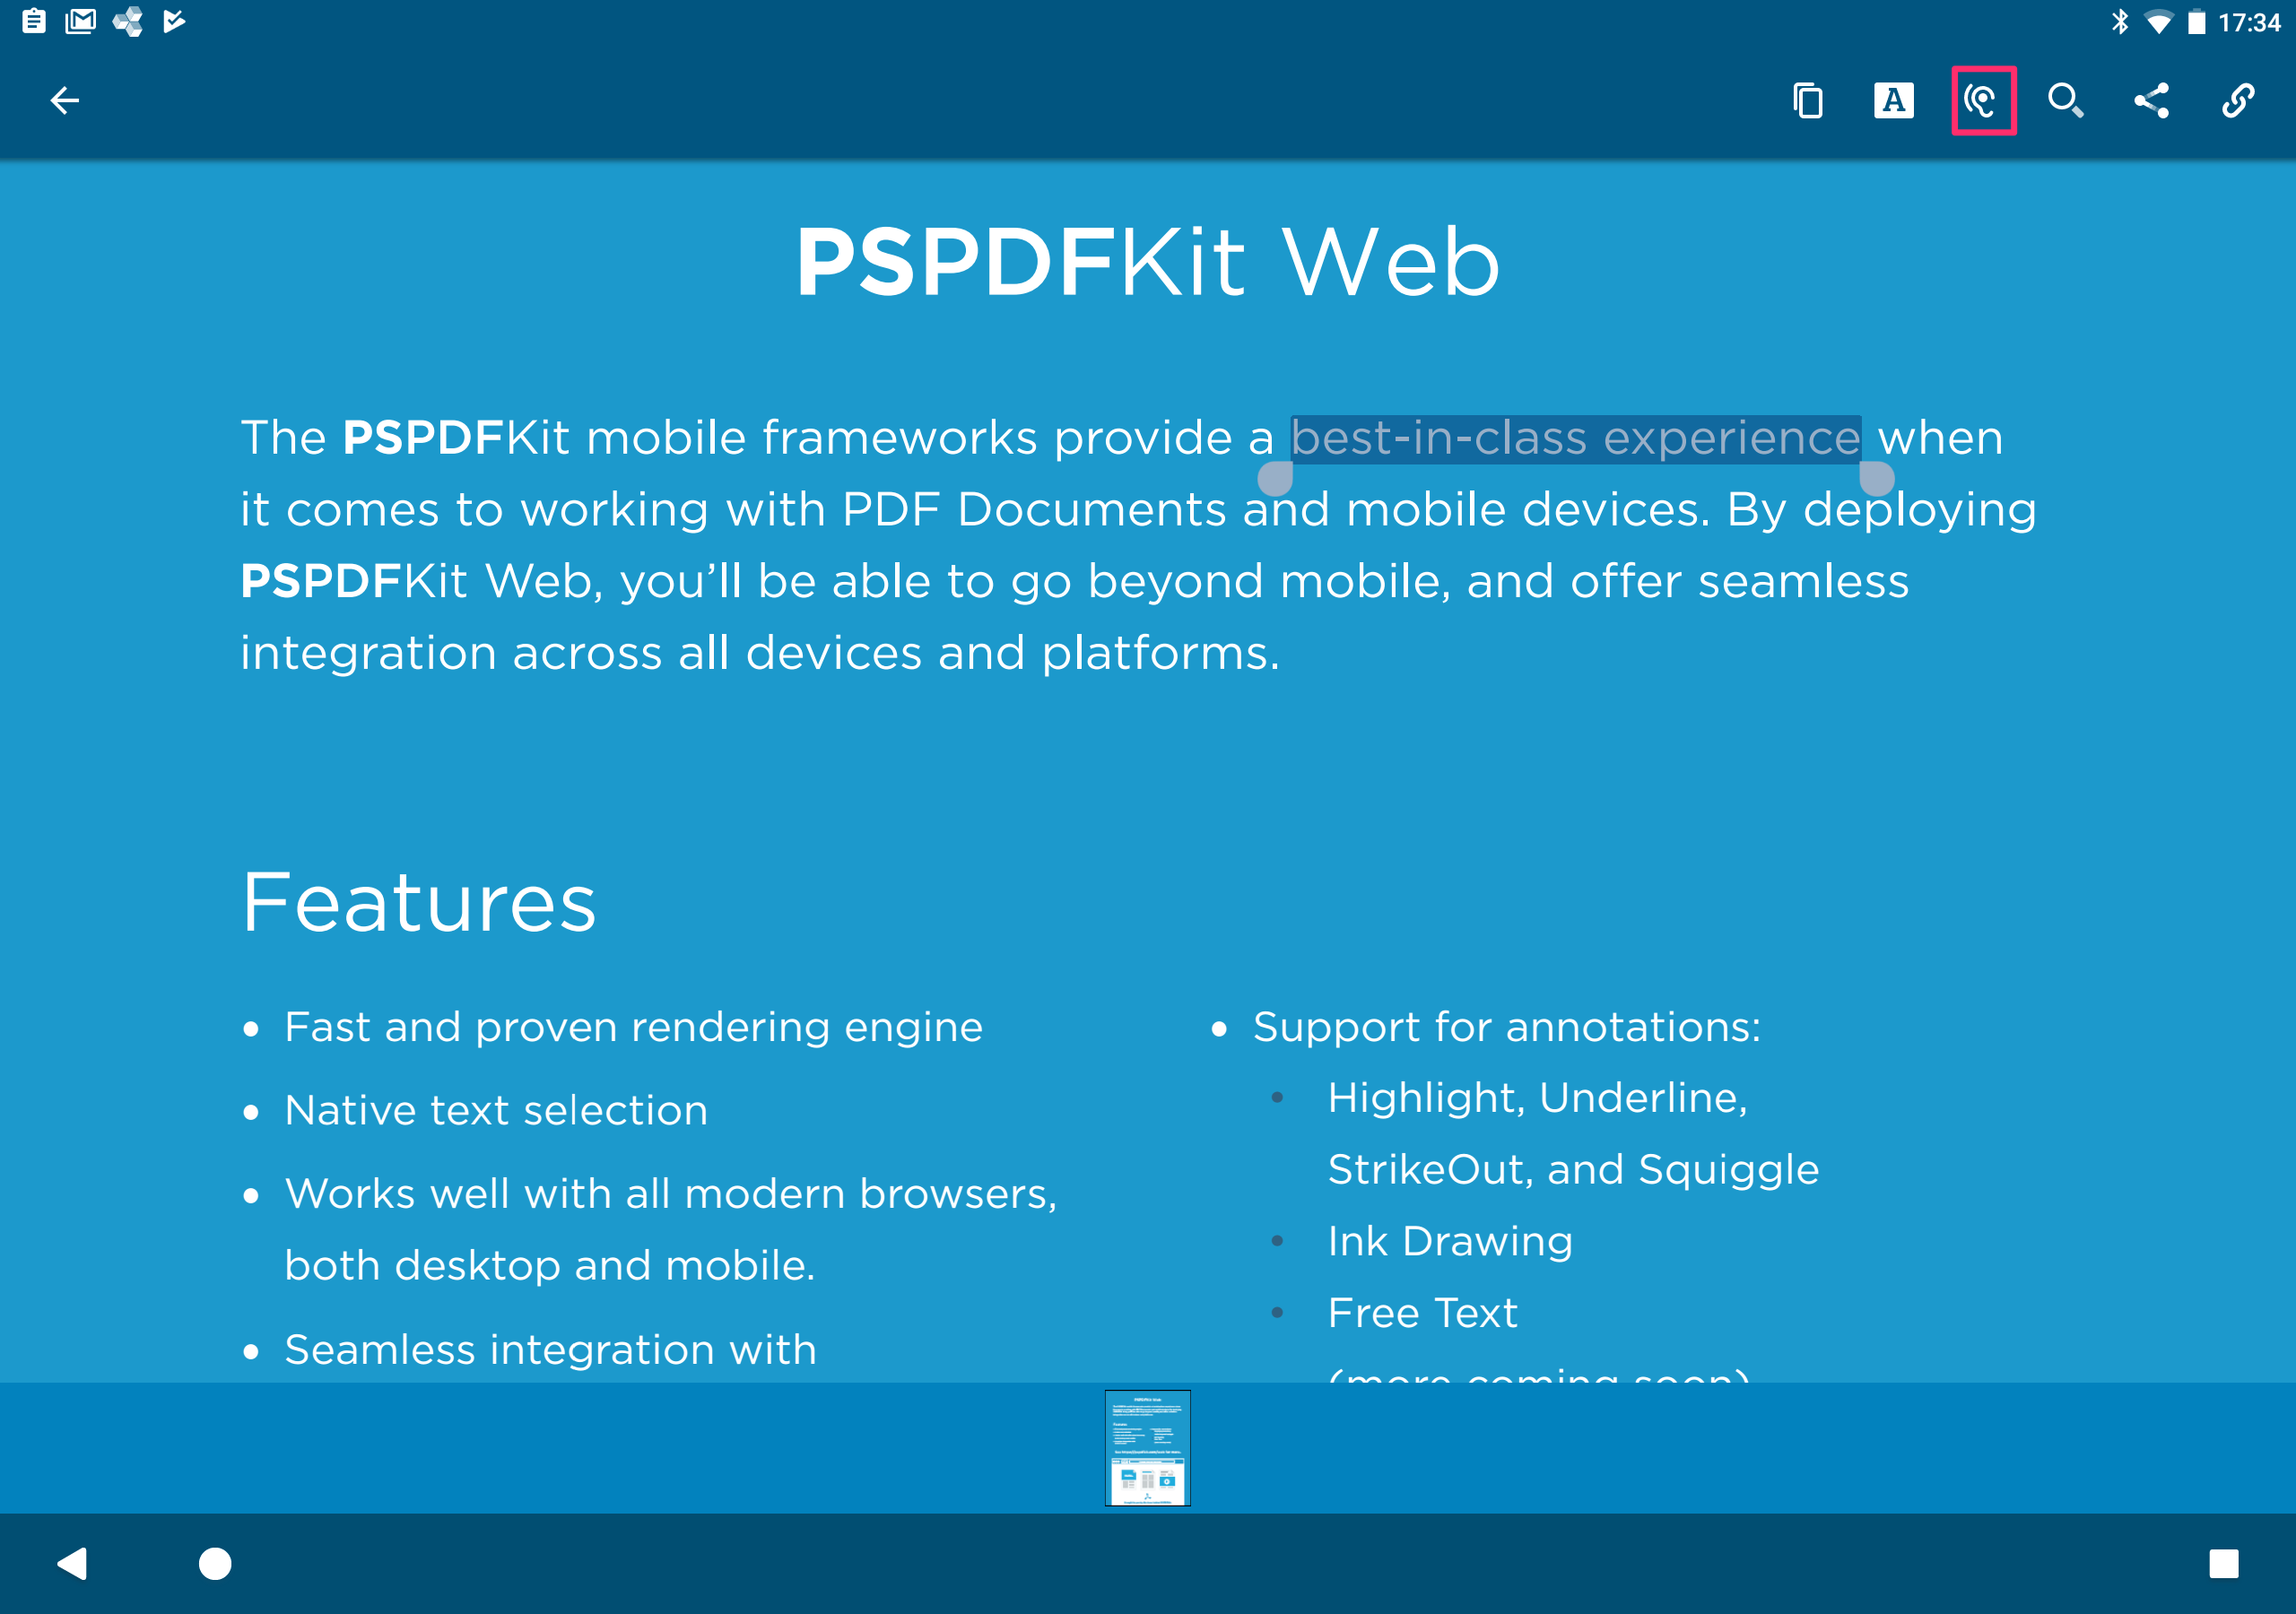 17:34
A
PSPDFKit Web
The PSPDFKit mobile frameworks provide a best-in-class experience when
it comes to working with PDF Documents and mobile devices. By deploying
PSPDFKit Web, you’ll be able to go beyond mobile, and offer seamless
integration across all devices and platforms.
Features
• Fast and proven rendering engine
• Native text selection
• Works well with all modern browsers,
both desktop and mobile.
• Seamless integration with
• Support for annotations:
• Highlight, Underline,
StrikeOut, and Squiggle
• Ink Drawing
• Free Text
(more coming soon)